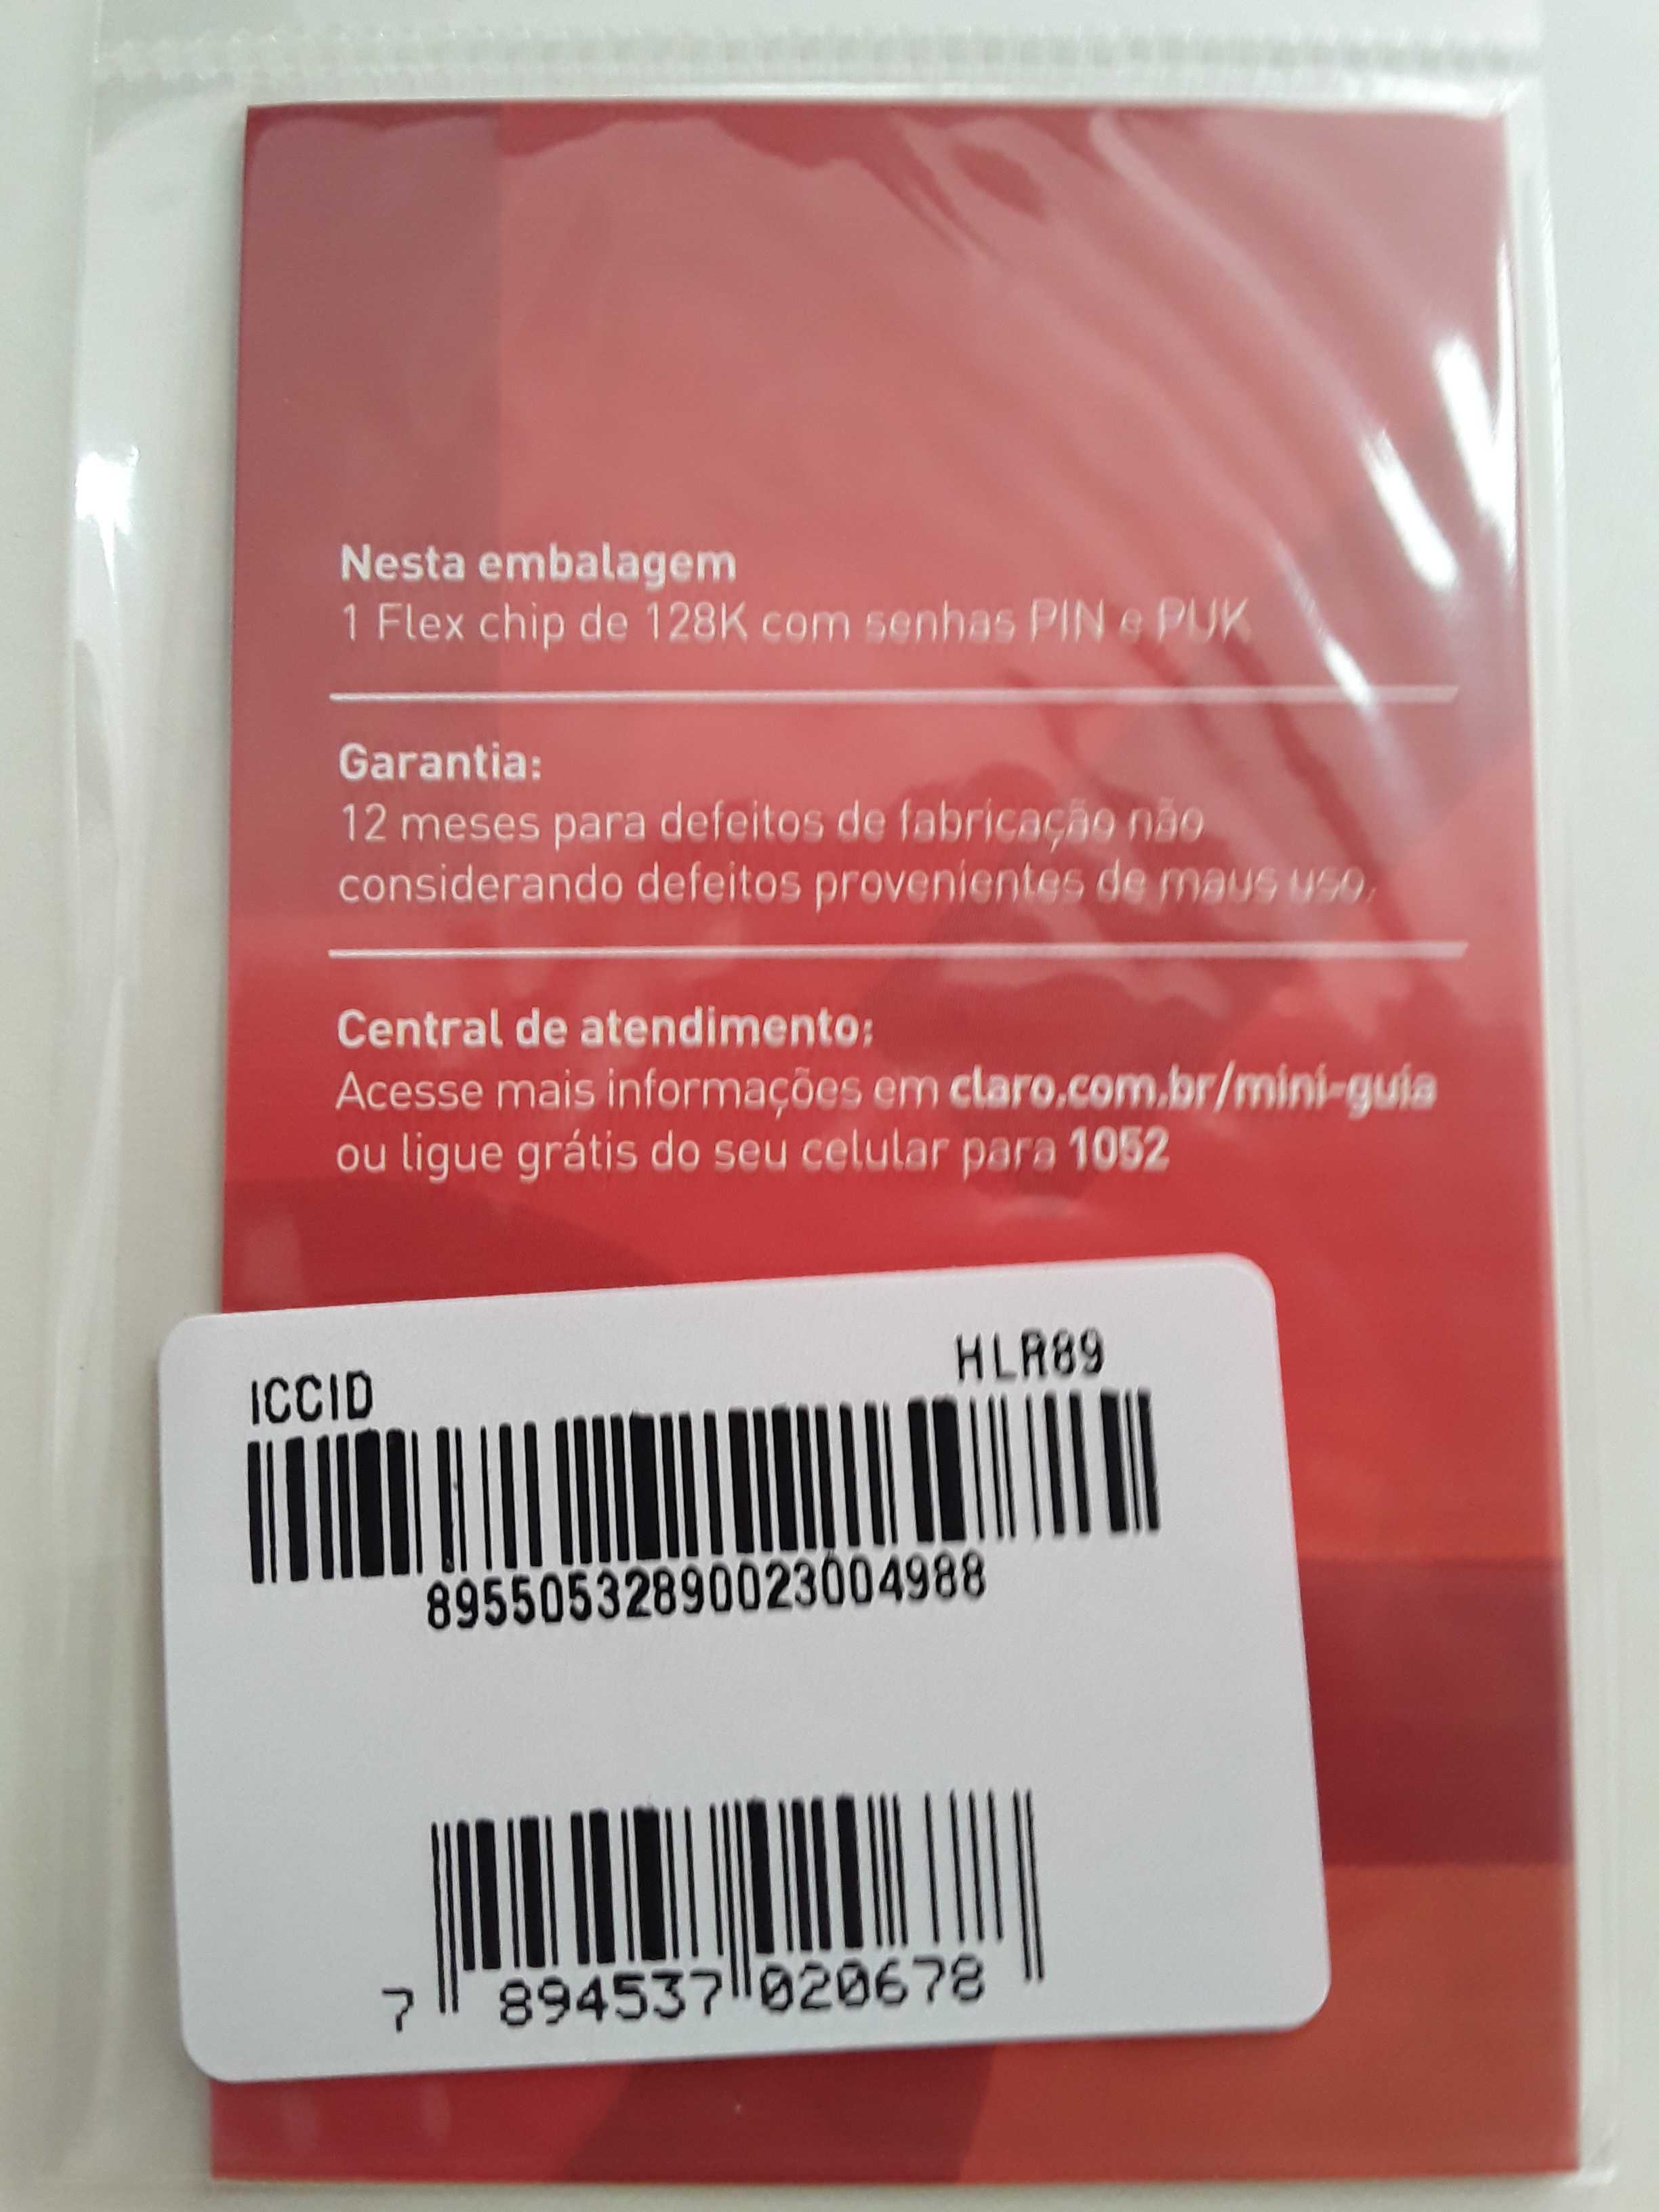 Nesta embalagem
1 Flex chip de 128K com senhas PIN e PUK
Garantia:
12 meses para defeitos de fabricação não
considerando defeitos provenientes de maus uso.
Central de atendimento:
Acesse mais informações em claro.com.br/mini-guia
ou ligue grátis do seu celular para 1052
ICCID HLR89
89550532890023004988
7 894537 020678